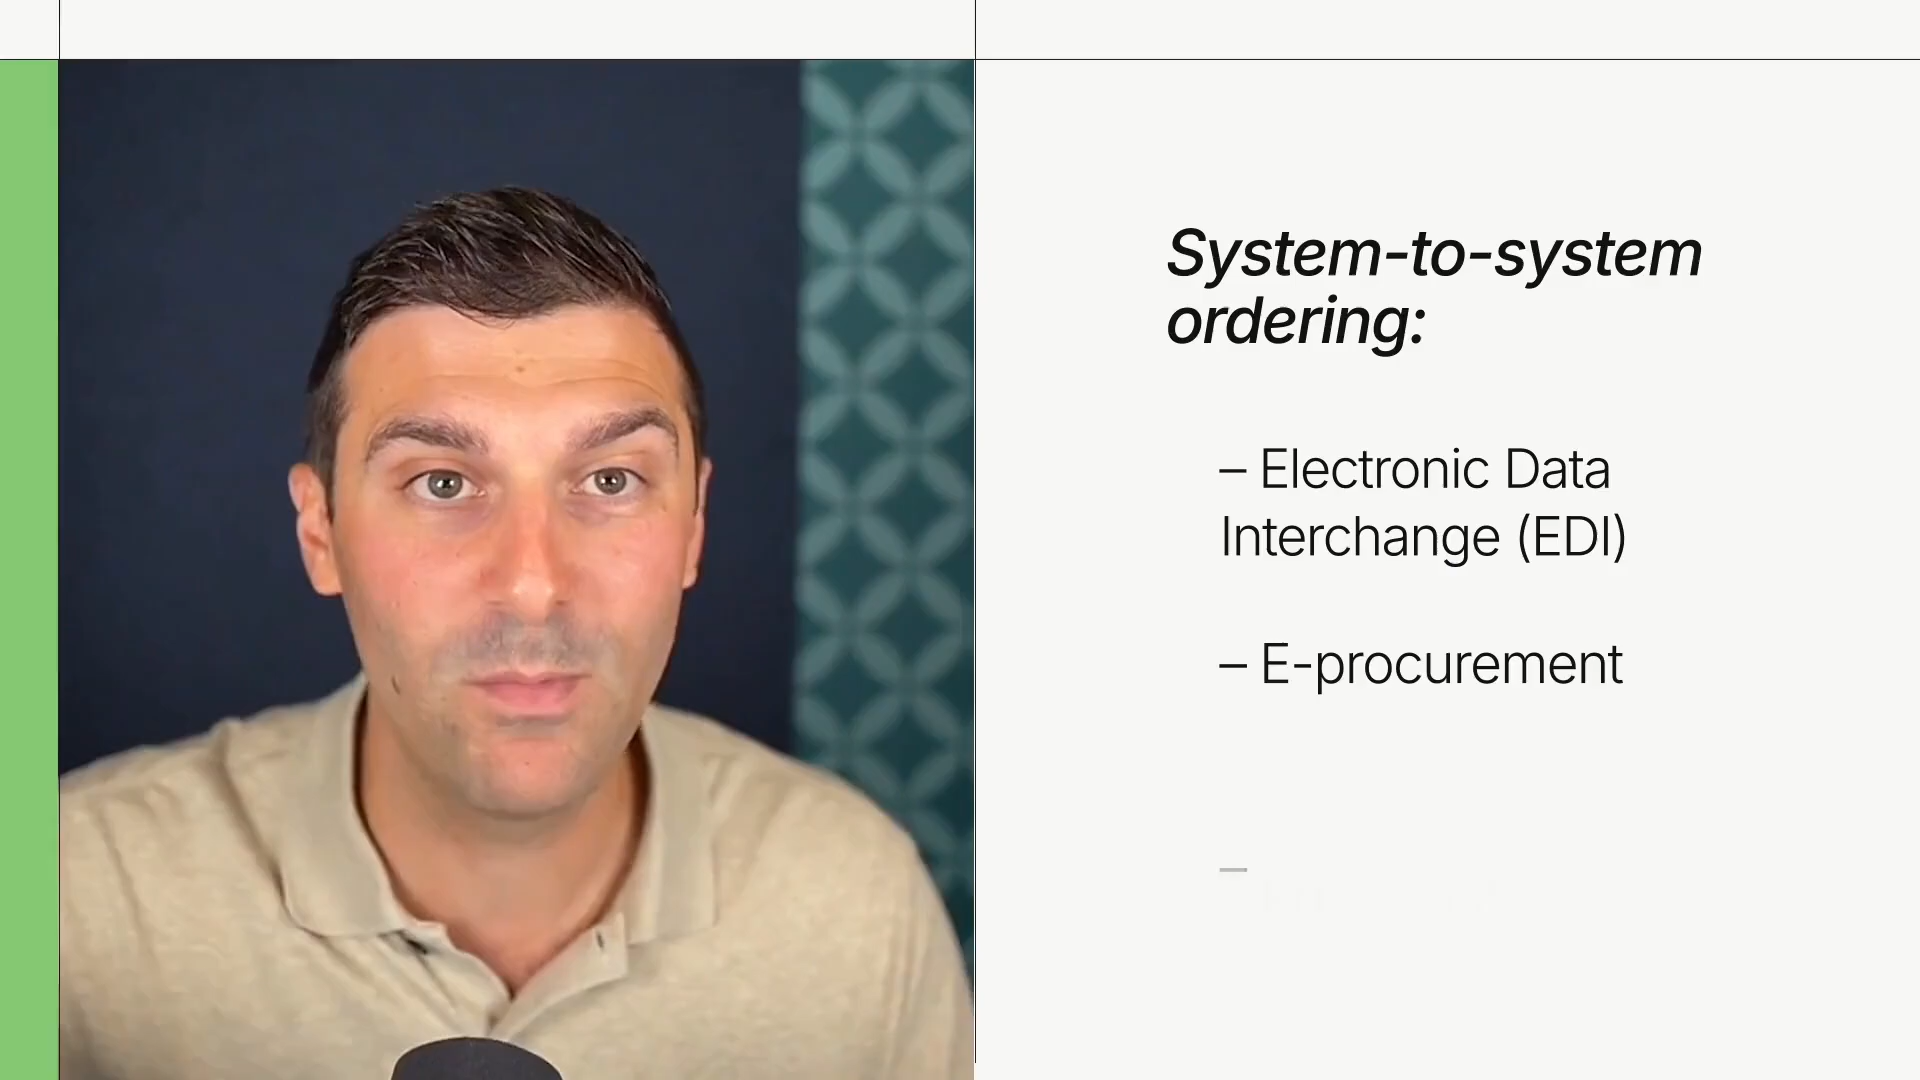 System-to-system
ordering:
– Electronic Data
Interchange (EDI)
– E-procurement
–